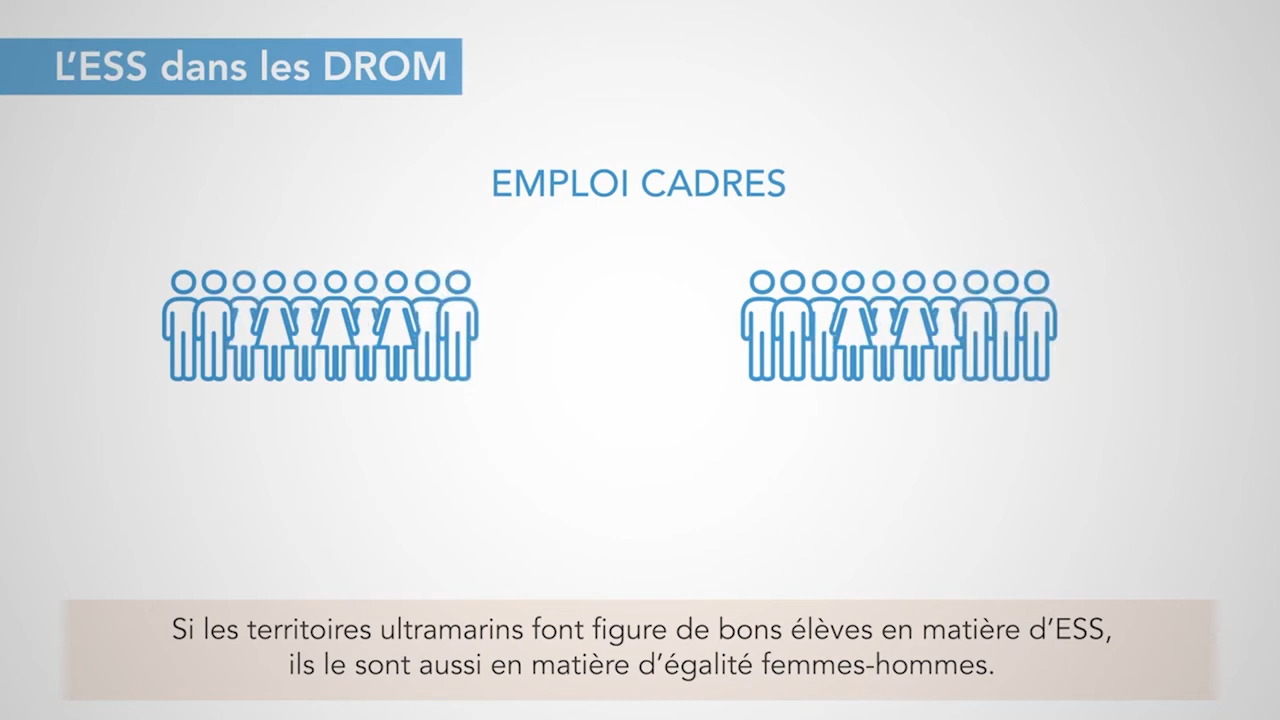 L’ESS dans les DROM
EMPLOI CADRES
Si les territoires ultramarins font figure de bons élèves en matière d’ESS,
ils le sont aussi en matière d’égalité femmes-hommes.